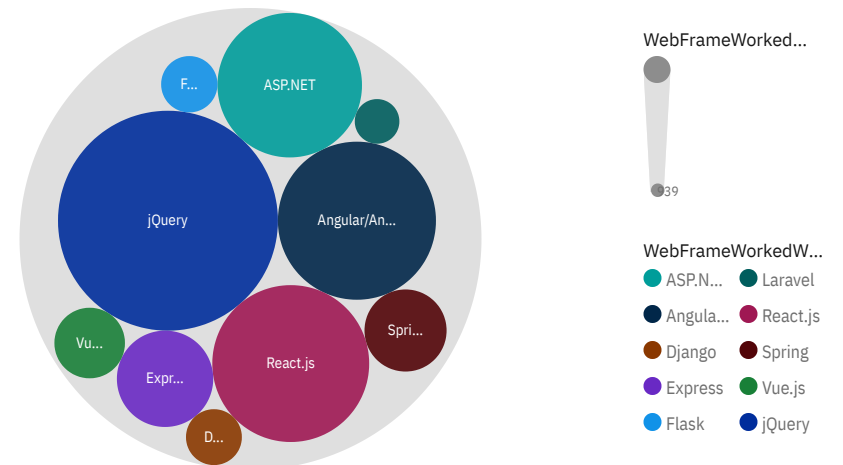 WebFrameWorked...
F...
ASP.NET
939
jQuery
Angular/An...
WebFrameWorkedW...
ASP.N...
Laravel
Angula...
React.js
Vu...
Spri...
Django
Spring
Expr...
React.js
Express
Vue.js
D...
Flask
jQuery